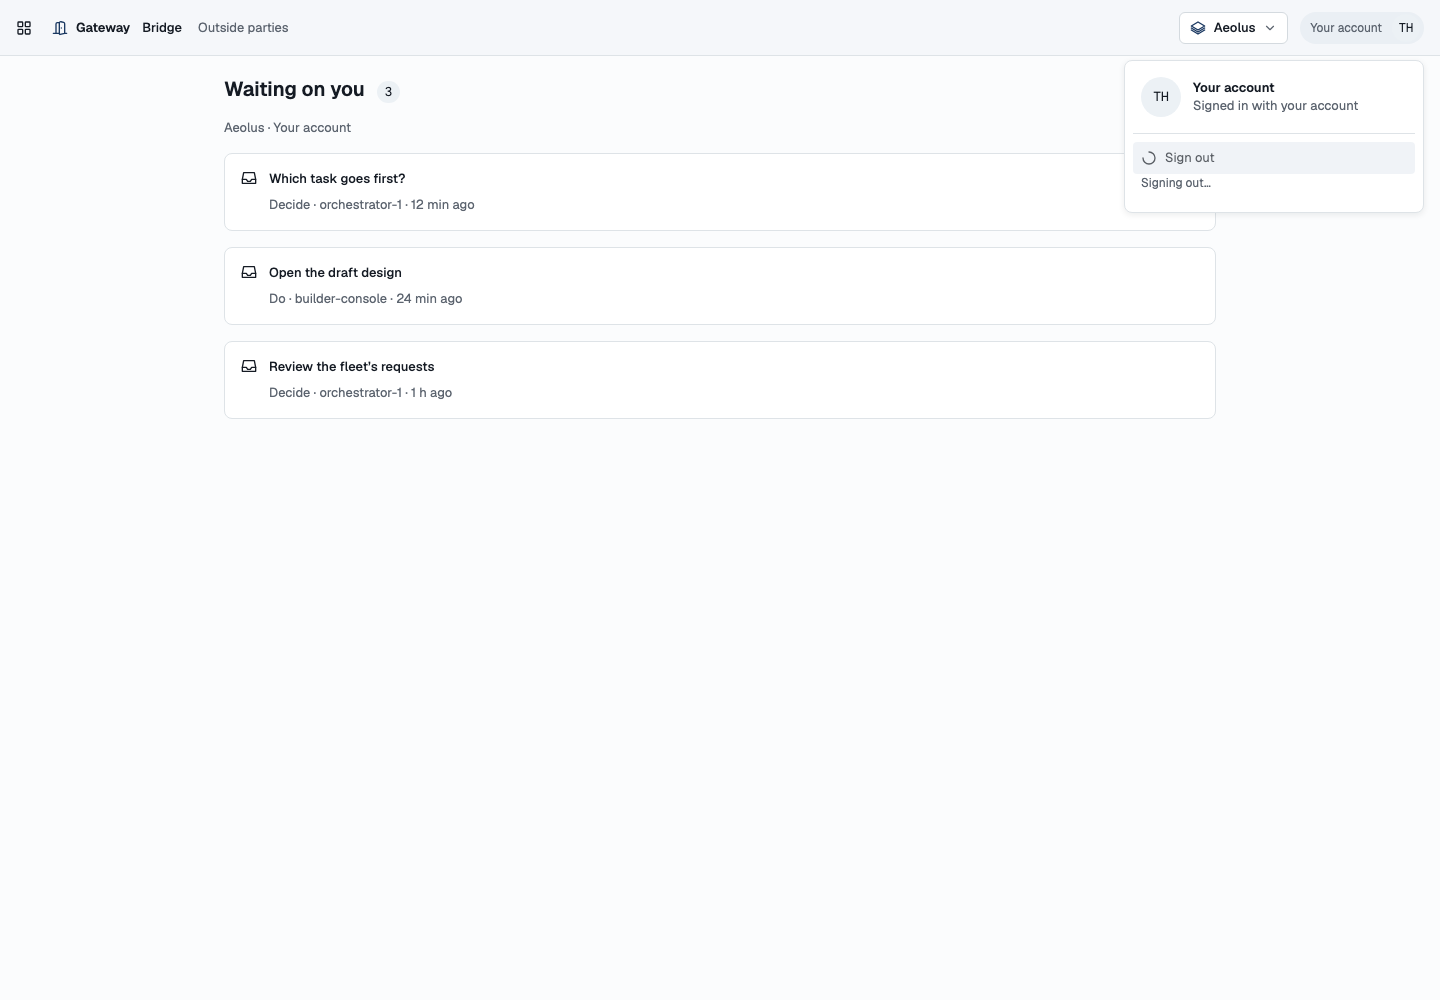 Gateway Bridge Outside parties Aeolus Your account TH
Waiting on you 3
Aeolus · Your account
Which task goes first?
Decide · orchestrator-1 · 12 min ago
Open the draft design
Do · builder-console · 24 min ago
Review the fleet's requests
Decide · orchestrator-1 · 1 h ago
TH
Your account
Signed in with your account
Sign out
Signing out…